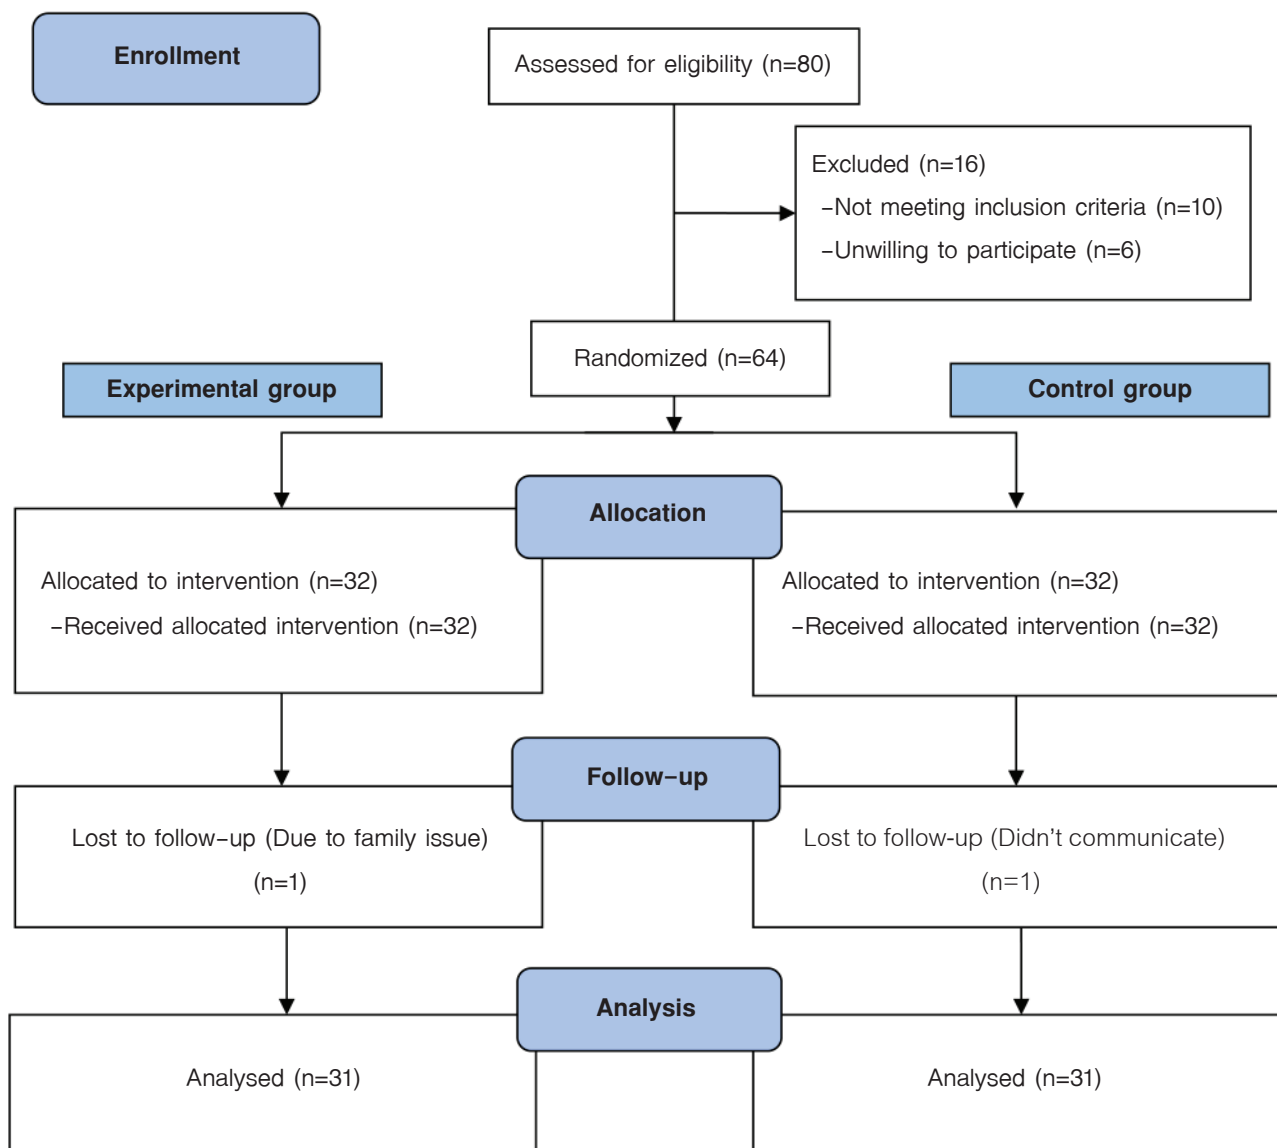 Enrollment
Assessed for eligibility (n=80)
Excluded (n=16)
–Not meeting inclusion criteria (n=10)
–Unwilling to participate (n=6)
Randomized (n=64)
Experimental group
Control group
Allocation
Allocated to intervention (n=32)
–Received allocated intervention (n=32)
Allocated to intervention (n=32)
–Received allocated intervention (n=32)
Follow–up
Lost to follow–up (Due to family issue)
(n=1)
Lost to follow-up (Didn’t communicate)
(n=1)
Analysis
Analysed (n=31)
Analysed (n=31)